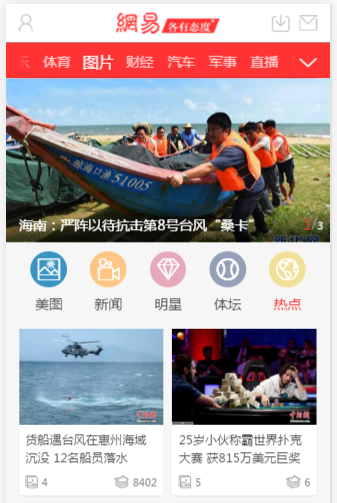 網易 各有态度
体育 图片 财经 汽车 军事 直播
琼海口渔 51005
海南：严阵以待抗击第8号台风“桑卡”
1/3
美图 新闻 明星 体坛 热点
货船遇台风在惠州海域
沉没 12名船员落水
4 8402
25岁小伙称霸世界扑克
大赛 获815万美元巨奖
5 6